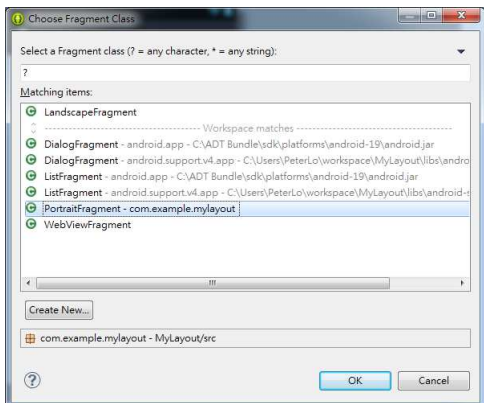 Choose Fragment Class
Select a Fragment class (? = any character, * = any string):
?
Matching items:
LandscapeFragment
Workspace matches
DialogFragment - android.app - C:\ADT Bundle\sdk\platforms\android-19\android.jar
DialogFragment - android.support.v4.app - C:\Users\PeterLo\workspace\MyLayout\libs\andro
ListFragment - android.app - C:\ADT Bundle\sdk\platforms\android-19\android.jar
ListFragment - android.support.v4.app - C:\Users\PeterLo\workspace\MyLayout\libs\android-s
PortraitFragment - com.example.mylayout
WebViewFragment
Create New...
com.example.mylayout - MyLayout/src
?
OK Cancel